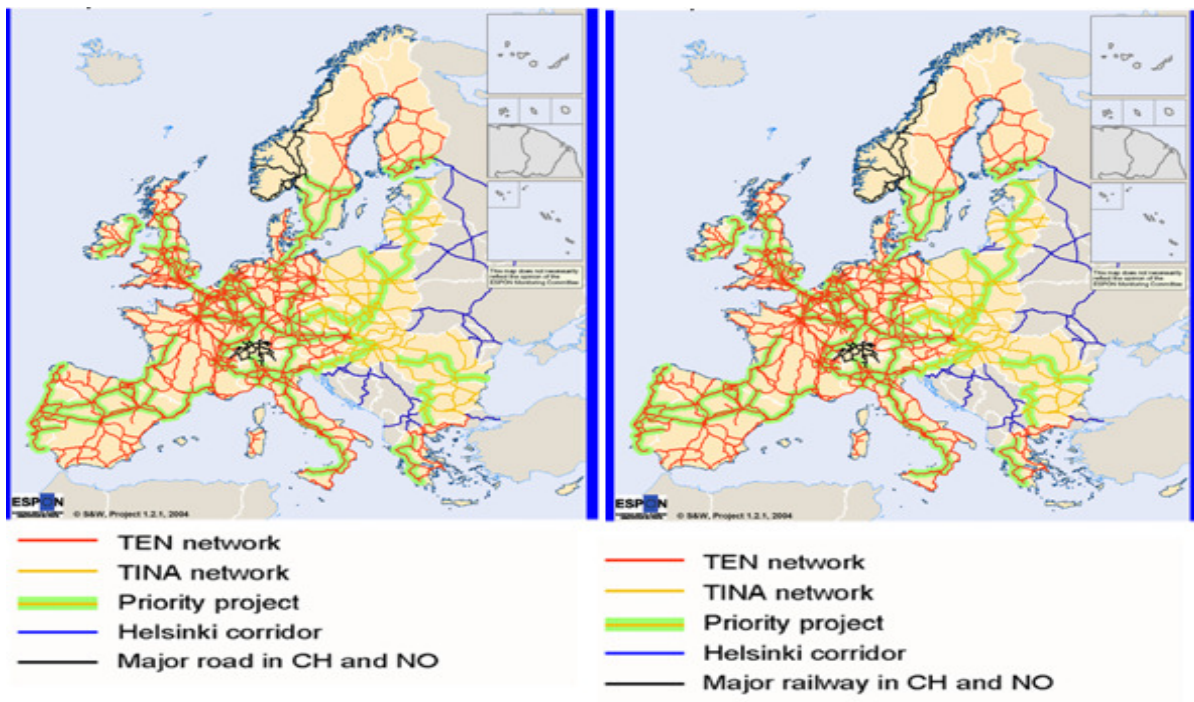 This map does not necessarily
reflect the opinion of the
ESPON Monitoring Committee
ESPON
© S&W, Project 1.2.1, 2004
TEN network
TINA network
Priority project
Helsinki corridor
Major road in CH and NO
This map does not necessarily
reflect the opinion of the
ESPON Monitoring Committee
ESPON
© S&W, Project 1.2.1, 2004
TEN network
TINA network
Priority project
Helsinki corridor
Major railway in CH and NO